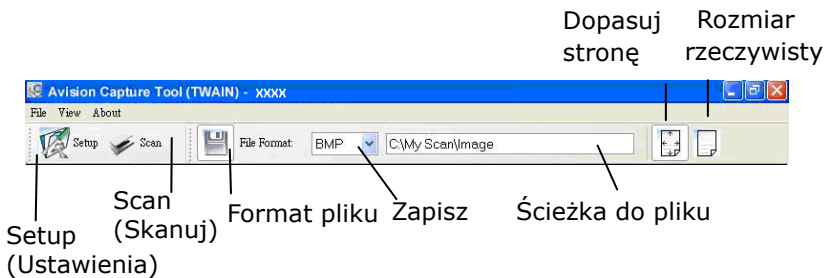 Dopasuj stronę
Rozmiar rzeczywisty
Avision Capture Tool (TWAIN) - xxxx
File View About
Setup Scan File Format: BMP C:\My Scan\Image
Scan (Skanuj)
Format pliku
Zapisz
Ścieżka do pliku
Setup (Ustawienia)